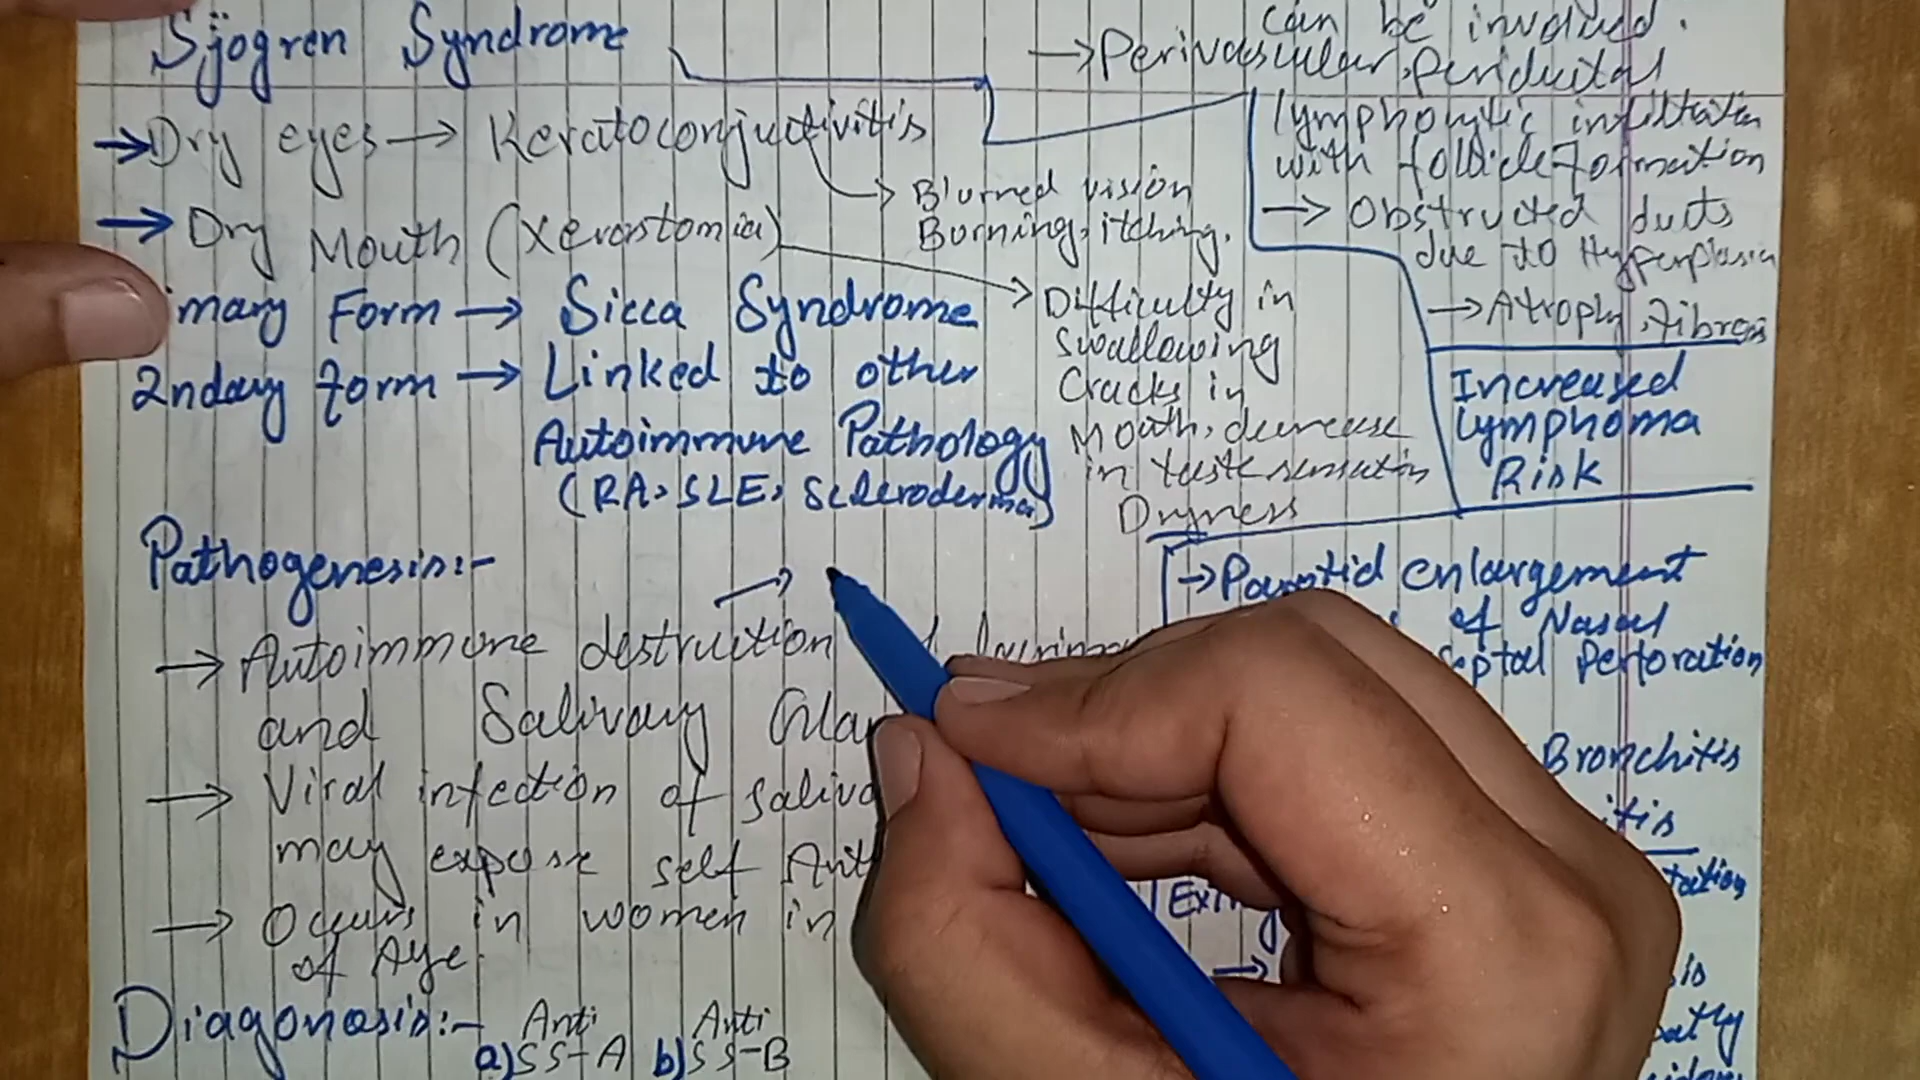 Sjogren Syndrome
→ Dry eyes → Keratoconjuctivitis
→ Blurred vision
Burning, itching.
→ Dry Mouth (Xerostomia)
→ Difficulty in
Swallowing
Cracks in
Mouth, decrease
in taste sensation
Dryness
imary Form → Sicca Syndrome
2ndary form → Linked to other
Autoimmune Pathology
(RA, SLE, Scleroderma)
Pathogenesis:-
→ Autoimmune destruction
and Salivary Glan
→ Viral infection of saliva
may expose self Anti
→ Occurs in women in
of Age.
Diagonosis:- a) Anti SS-A b) Anti SS-B
can be involved.
→ Perivascular, periductal
lymphocytic infiltration
with follicle formation
→ Obstructed ducts
due to Hyperplasia
→ Atrophy, fibrosis
Increased
Lymphoma
Risk
→ Parotid enlargement
of Nasal
Septal Perforation
Bronchitis
itis
tation